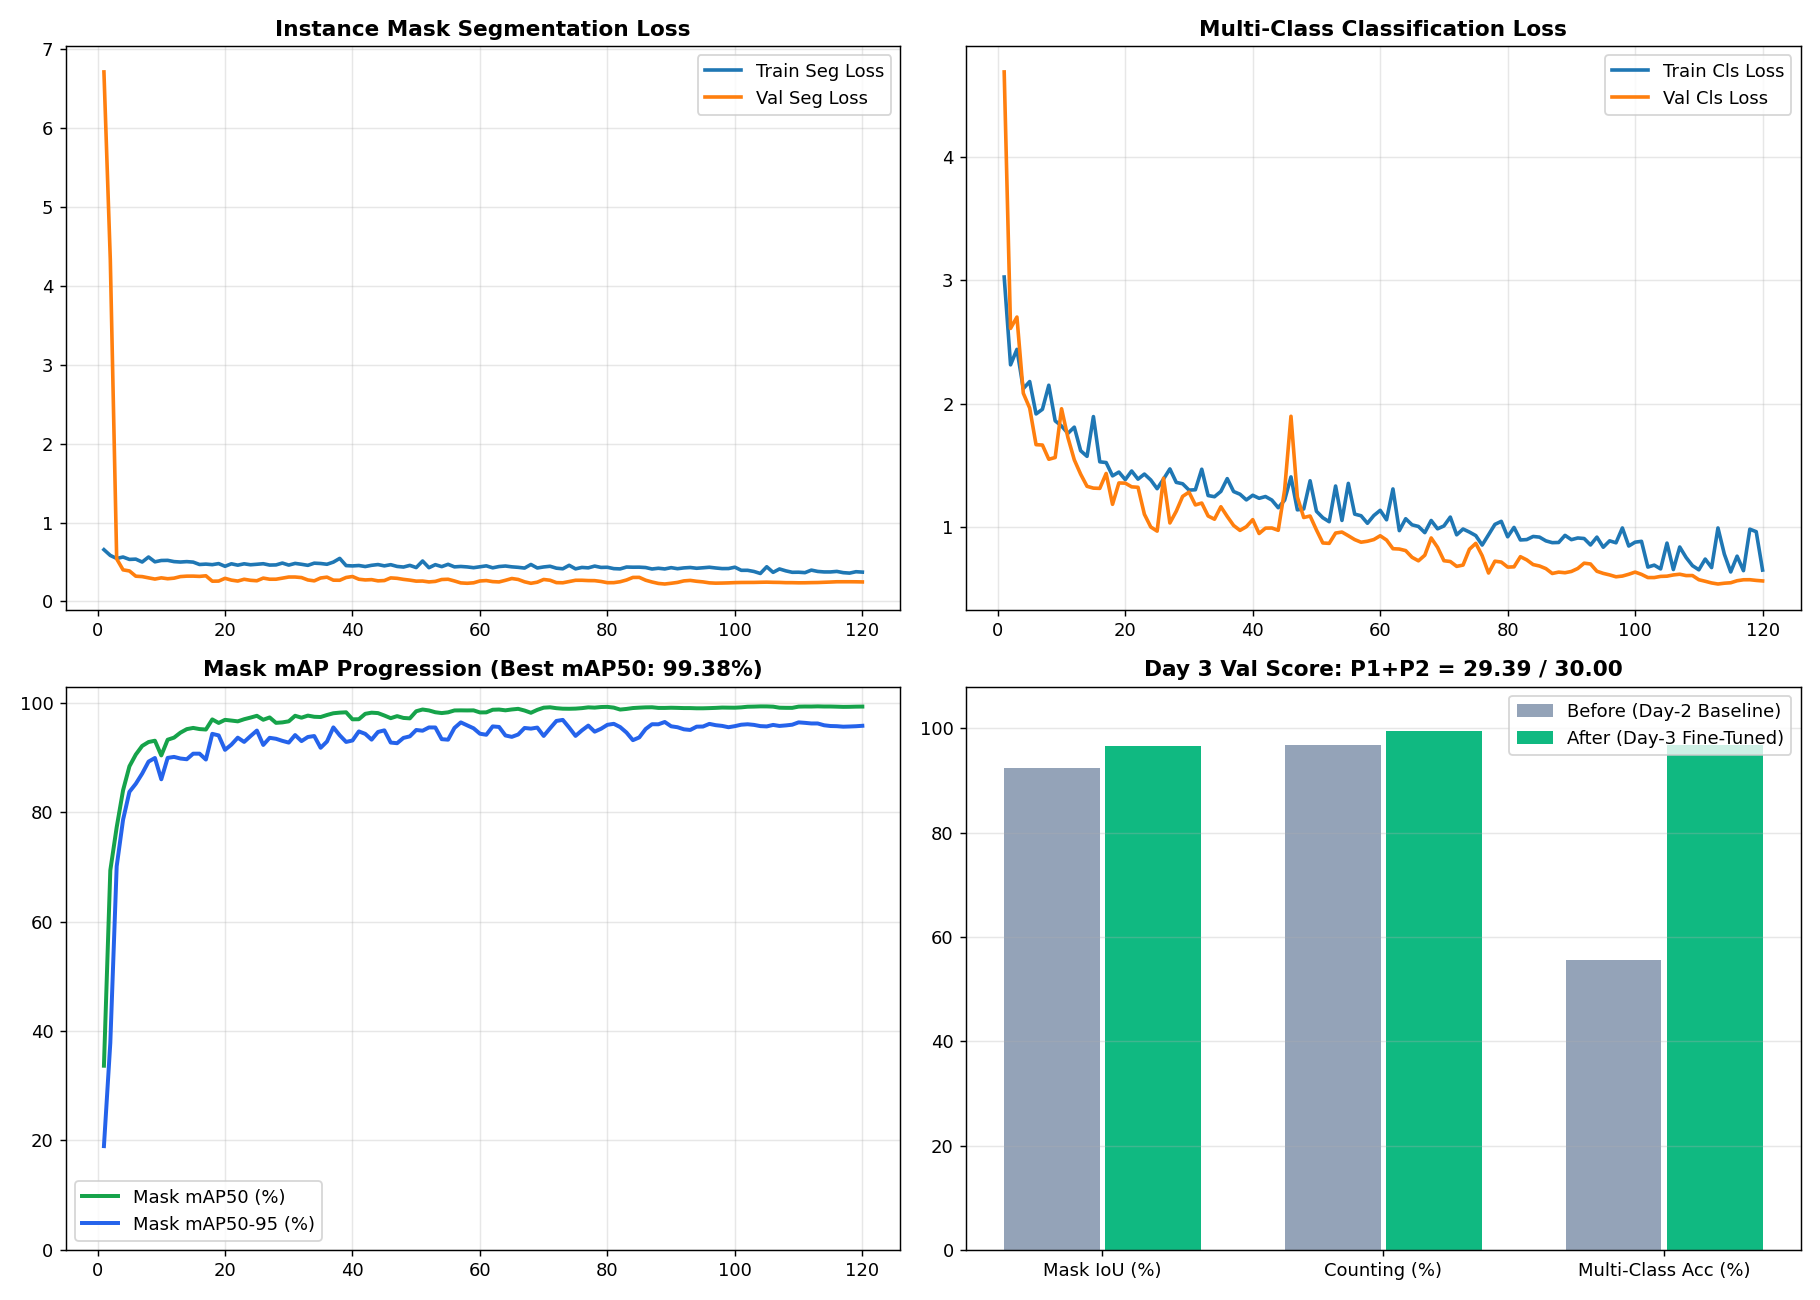 Instance Mask Segmentation Loss
7
6
5
4
3
2
1
0
0 20 40 60 80 100 120
Train Seg Loss
Val Seg Loss
Multi-Class Classification Loss
4
3
2
1
0 20 40 60 80 100 120
Train Cls Loss
Val Cls Loss
Mask mAP Progression (Best mAP50: 99.38%)
100
80
60
40
20
0
0 20 40 60 80 100 120
Mask mAP50 (%)
Mask mAP50-95 (%)
Day 3 Val Score: P1+P2 = 29.39 / 30.00
100
80
60
40
20
0
Mask IoU (%) Counting (%) Multi-Class Acc (%)
Before (Day-2 Baseline)
After (Day-3 Fine-Tuned)